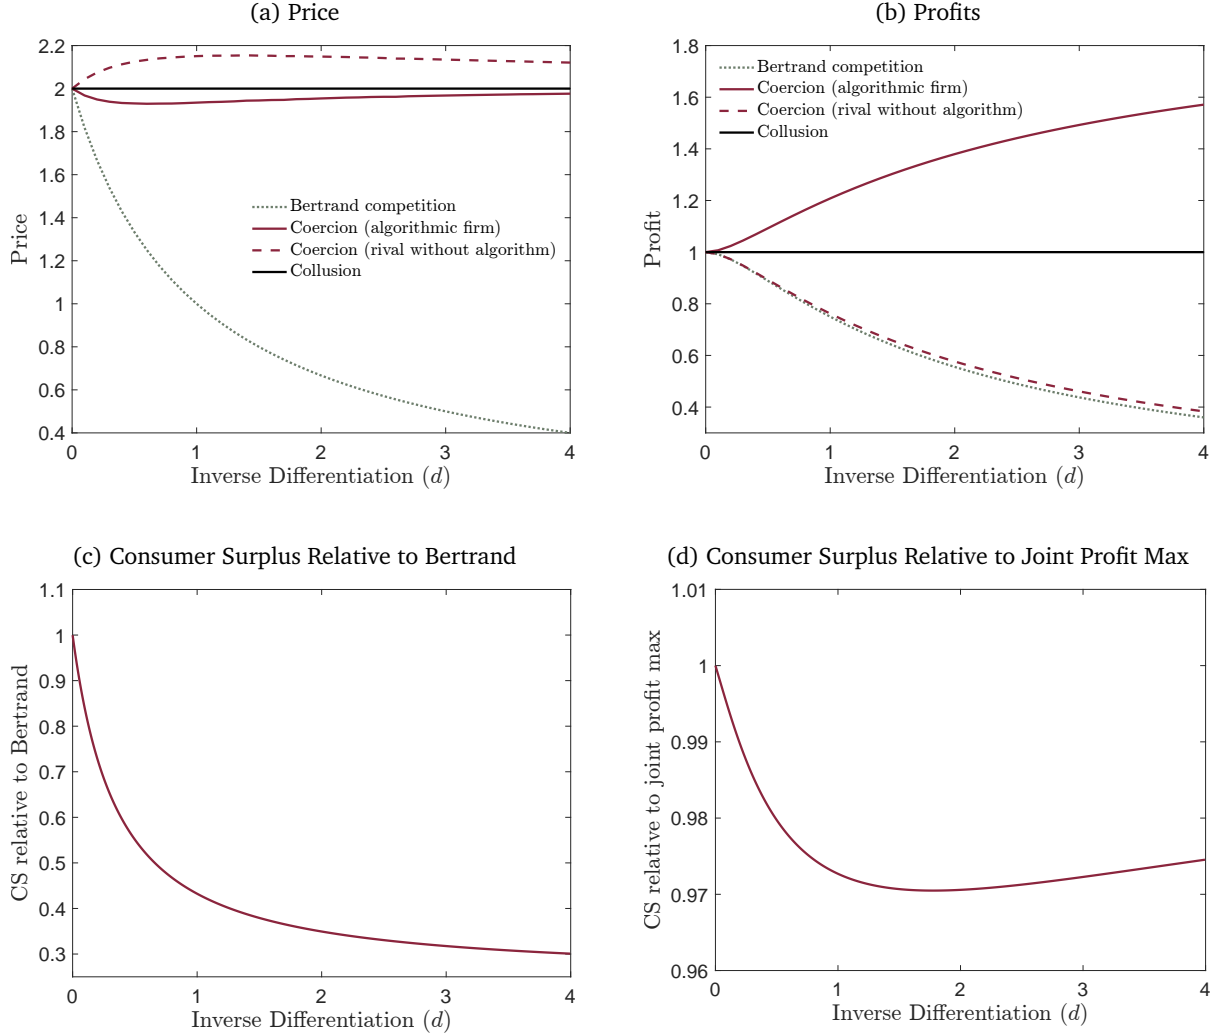 (a) Price
2.2
2
1.8
1.6
1.4
1.2
1
0.8
0.6
0.4
Price
Bertrand competition
Coercion (algorithmic firm)
Coercion (rival without algorithm)
Collusion
0 1 2 3 4
Inverse Differentiation (d)
(b) Profits
1.8
1.6
1.4
1.2
1
0.8
0.6
0.4
Profit
Bertrand competition
Coercion (algorithmic firm)
Coercion (rival without algorithm)
Collusion
0 1 2 3 4
Inverse Differentiation (d)
(c) Consumer Surplus Relative to Bertrand
1.1
1
0.9
0.8
0.7
0.6
0.5
0.4
0.3
CS relative to Bertrand
0 1 2 3 4
Inverse Differentiation (d)
(d) Consumer Surplus Relative to Joint Profit Max
1.01
1
0.99
0.98
0.97
0.96
CS relative to joint profit max
0 1 2 3 4
Inverse Differentiation (d)